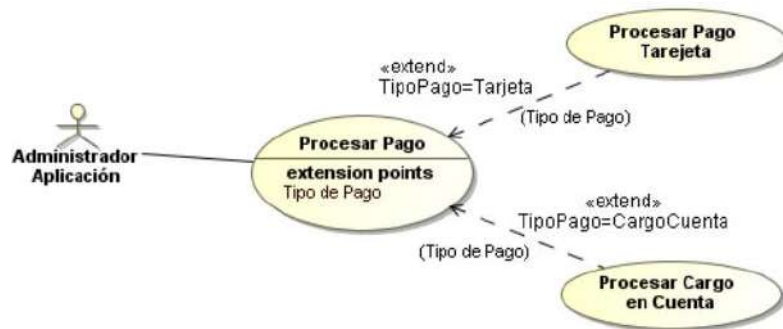 Procesar Pago
Tarejeta
«extend»
TipoPago=Tarjeta
(Tipo de Pago)
Administrador
Aplicación
Procesar Pago
extension points
Tipo de Pago
«extend»
TipoPago=CargoCuenta
(Tipo de Pago)
Procesar Cargo
en Cuenta